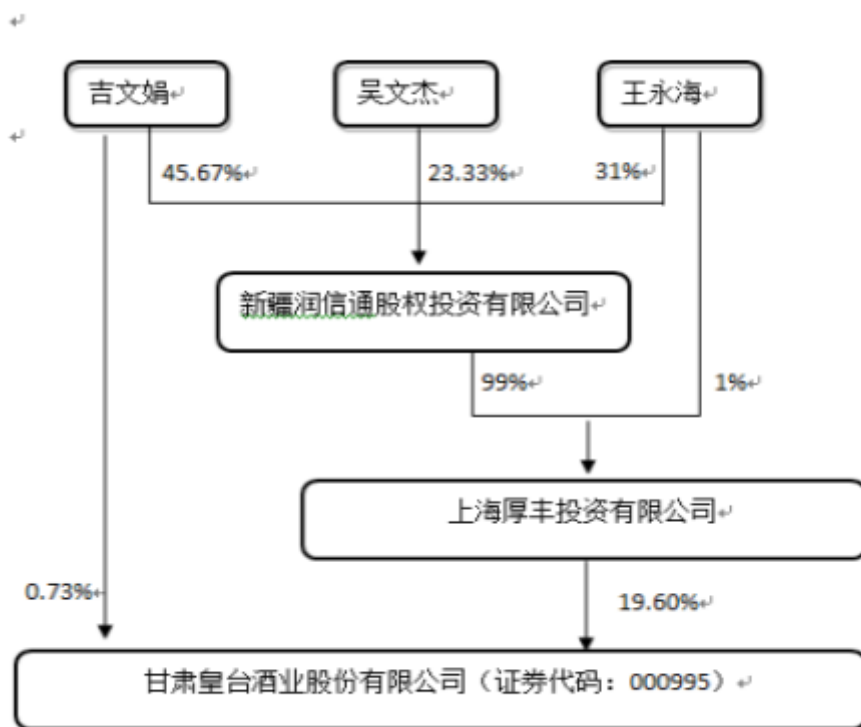 吉文娟
吴文杰
王永海
45.67%
23.33%
31%
新疆润信通股权投资有限公司
99%
1%
上海厚丰投资有限公司
0.73%
19.60%
甘肃皇台酒业股份有限公司（证券代码：000995）